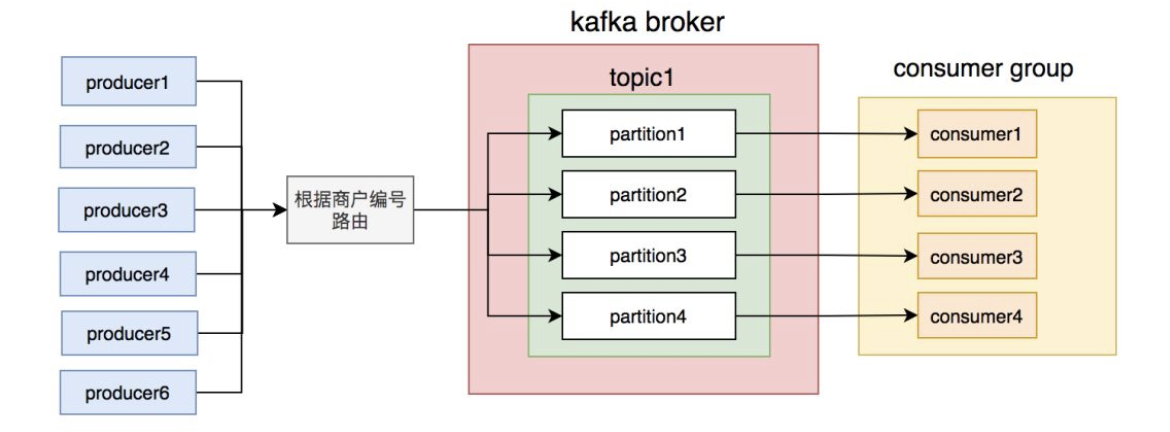 kafka broker
consumer group
topic1
producer1
producer2
producer3
producer4
producer5
producer6
根据商户编号
路由
partition1
partition2
partition3
partition4
consumer1
consumer2
consumer3
consumer4